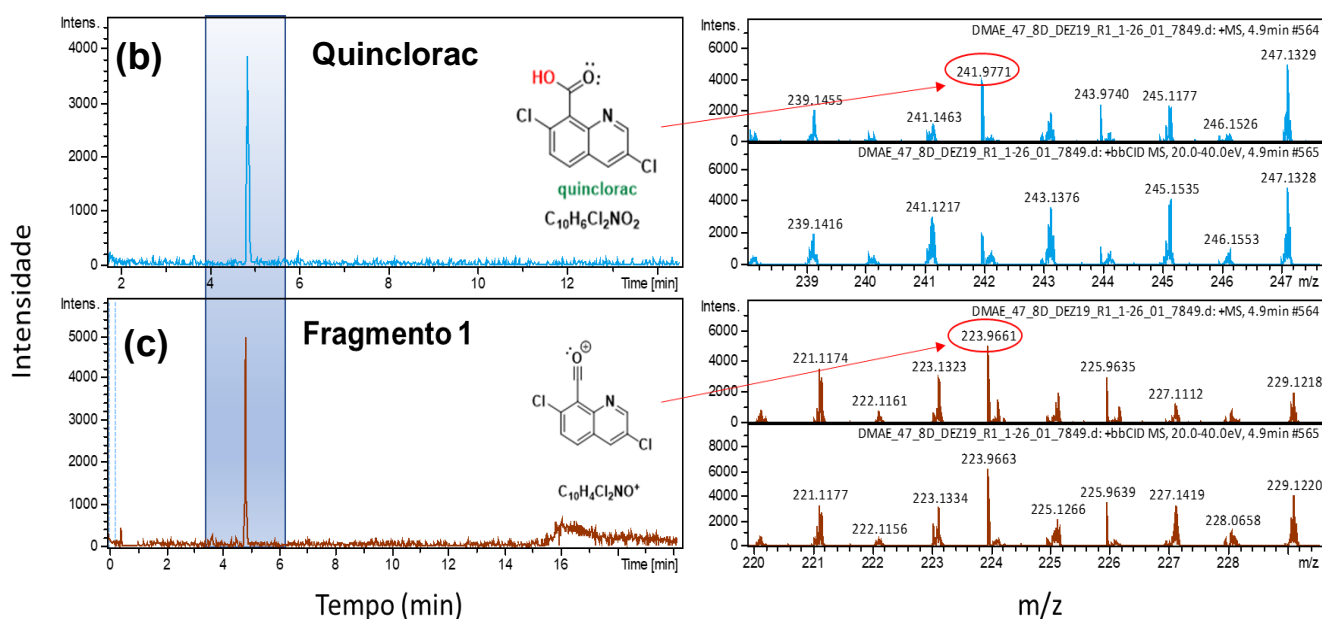 (b)
Quinclorac
Intens.
4000
3000
2000
1000
0
HO
O
Cl
N
Cl
quinclorac
C₁₀H₆Cl₂NO₂
2
4
6
8
10
12
Time [min]
Intens.
6000
4000
2000
0
DMAE_47_8D_DEZ19_R1_1-26_01_7849.d: +MS, 4.9min #564
239.1455
241.1463
241.9771
243.9740
245.1177
246.1526
247.1329
DMAE_47_8D_DEZ19_R1_1-26_01_7849.d: +bbCID MS, 20.0-40.0eV, 4.9min #565
6000
4000
2000
0
239.1416
241.1217
243.1376
245.1535
246.1553
247.1328
239
240
241
242
243
244
245
246
247
m/z
Intensidade
(c)
Fragmento 1
Intens.
5000
4000
3000
2000
1000
0
O
⊕
Cl
N
Cl
C₁₀H₄Cl₂NO⁺
0
2
4
6
8
10
12
14
16
Time [min]
Tempo (min)
Intens.
6000
4000
2000
0
DMAE_47_8D_DEZ19_R1_1-26_01_7849.d: +MS, 4.9min #564
221.1174
222.1161
223.1323
223.9661
225.9635
227.1112
229.1218
DMAE_47_8D_DEZ19_R1_1-26_01_7849.d: +bbCID MS, 20.0-40.0eV, 4.9min #565
8000
6000
4000
2000
0
221.1177
222.1156
223.1334
223.9663
225.1266
225.9639
227.1419
228.0658
229.1220
220
221
222
223
224
225
226
227
228
m/z
m/z